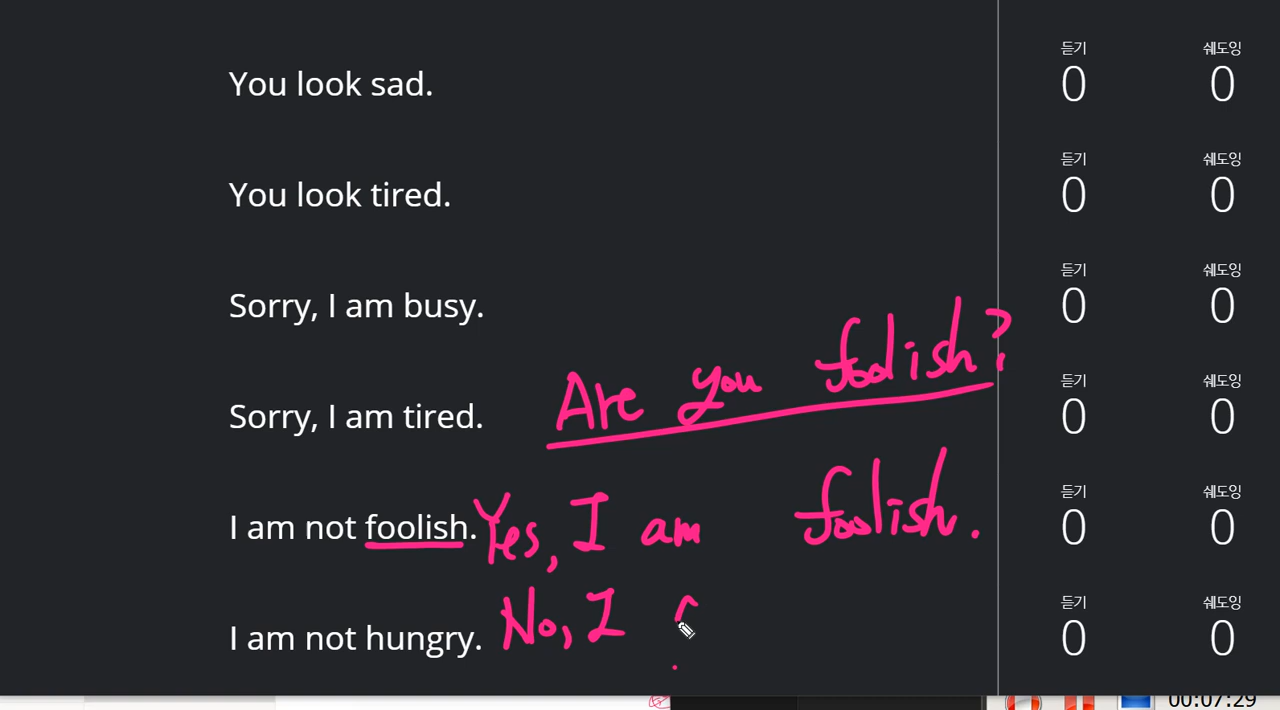 듣기 쉐도잉
You look sad. 0 0
듣기 쉐도잉
You look tired. 0 0
듣기 쉐도잉
Sorry, I am busy. 0 0
Are you foolish?
듣기 쉐도잉
Sorry, I am tired. 0 0
듣기 쉐도잉
I am not foolish. Yes, I am foolish. 0 0
듣기 쉐도잉
I am not hungry. No, I 0 0
00:07:29